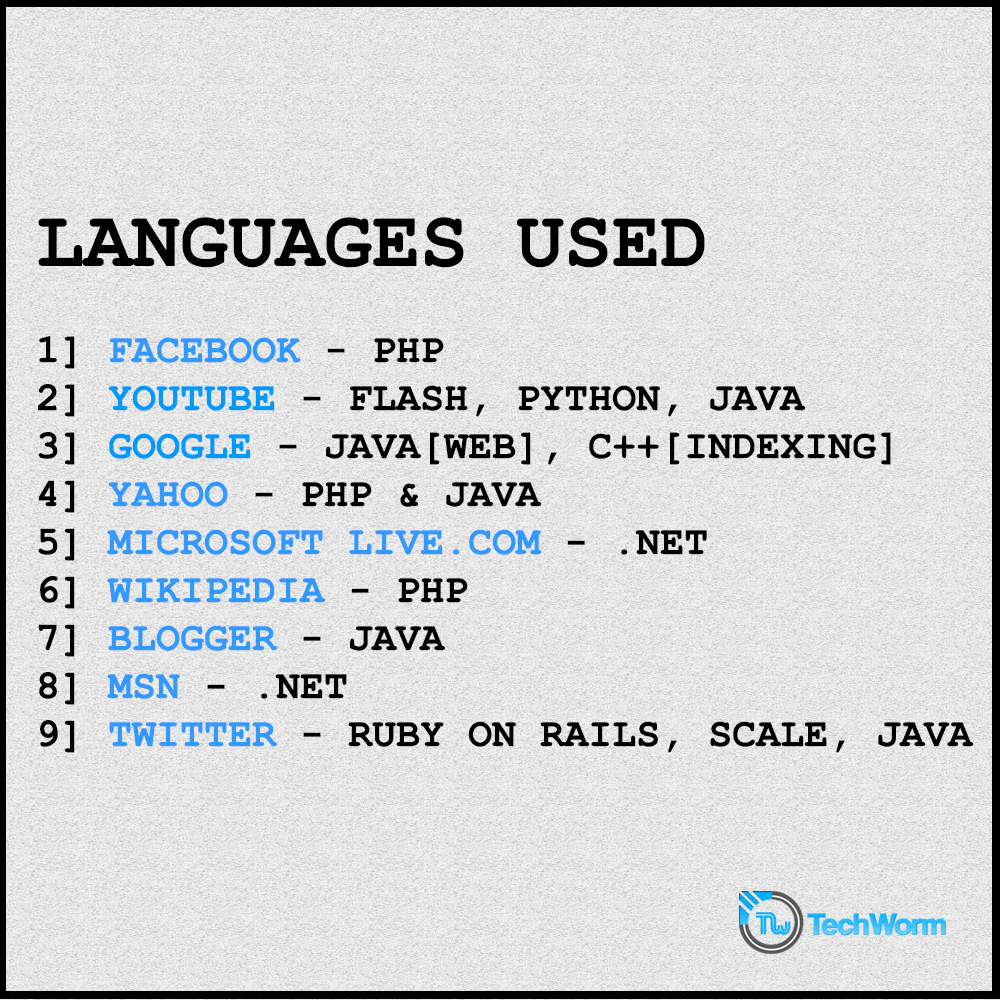 LANGUAGES USED
1] FACEBOOK - PHP
2] YOUTUBE - FLASH, PYTHON, JAVA
3] GOOGLE - JAVA[WEB], C++[INDEXING]
4] YAHOO - PHP & JAVA
5] MICROSOFT LIVE.COM - .NET
6] WIKIPEDIA - PHP
7] BLOGGER - JAVA
8] MSN - .NET
9] TWITTER - RUBY ON RAILS, SCALE, JAVA
TW TechWorm